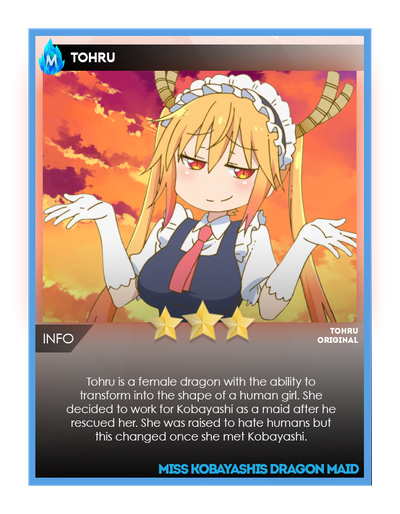 M TOHRU
INFO
TOHRU
ORIGINAL
Tohru is a female dragon with the ability to
transform into the shape of a human girl. She
decided to work for Kobayashi as a maid after he
rescued her. She was raised to hate humans but
this changed once she met Kobayashi.
MISS KOBAYASHIS DRAGON MAID